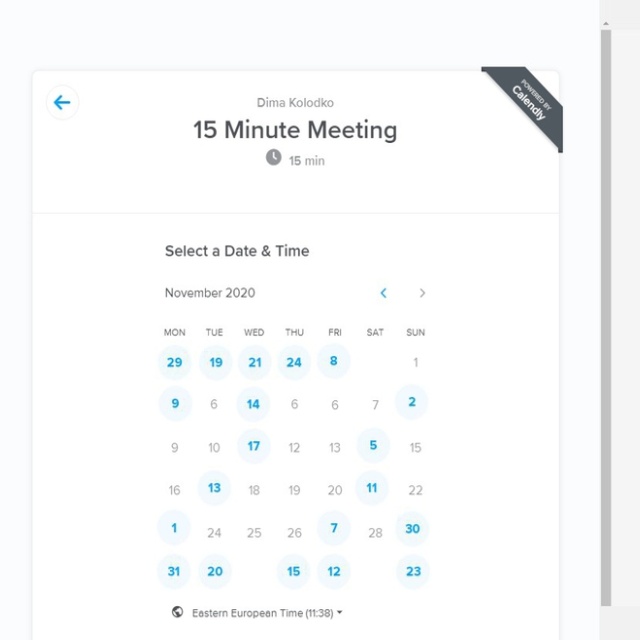 POWERED BY
Calendly
Dima Kolodko
15 Minute Meeting
15 min
Select a Date & Time
November 2020
MON TUE WED THU FRI SAT SUN
29 19 21 24 8 1
9 6 14 6 6 7 2
9 10 17 12 13 5 15
16 13 18 19 20 11 22
1 24 25 26 7 28 30
31 20 15 12 23
Eastern European Time (11:38)